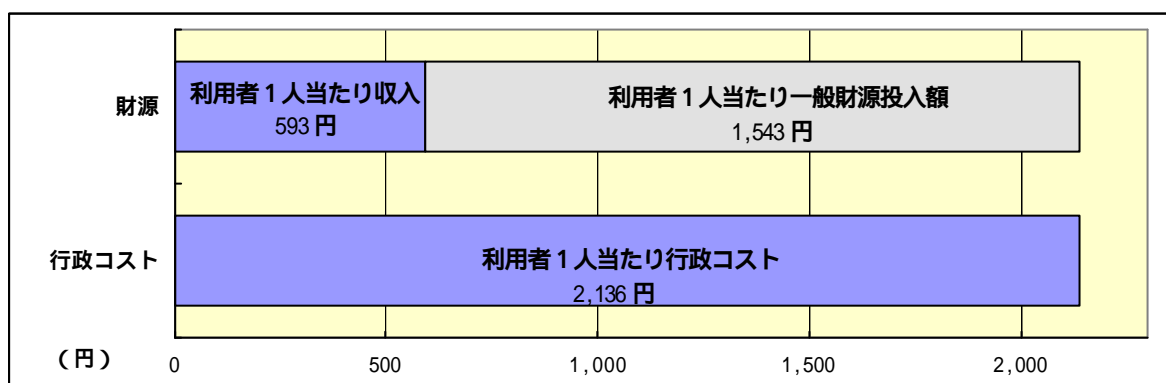 財源
利用者１人当たり収入
593 円
利用者１人当たり一般財源投入額
1,543 円
行政コスト
利用者１人当たり行政コスト
2,136 円
（円）
0 500 1,000 1,500 2,000